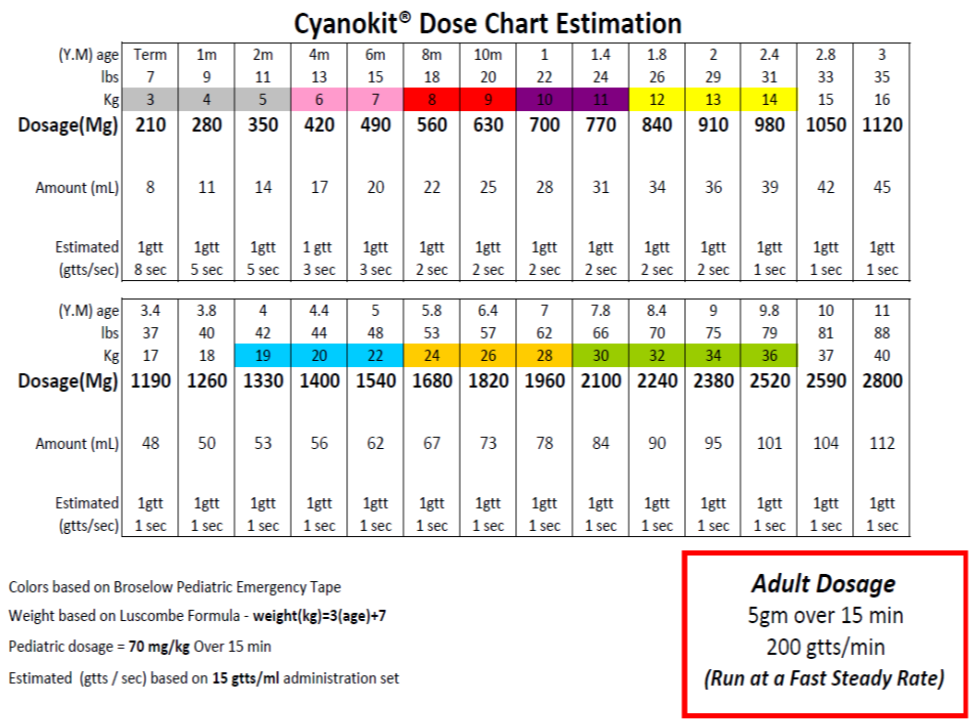 Cyanokit® Dose Chart Estimation
(Y.M) age Term 1m 2m 4m 6m 8m 10m 1 1.4 1.8 2 2.4 2.8 3
lbs 7 9 11 13 15 18 20 22 24 26 29 31 33 35
Kg 3 4 5 6 7 8 9 10 11 12 13 14 15 16
Dosage(Mg) 210 280 350 420 490 560 630 700 770 840 910 980 1050 1120
Amount (mL) 8 11 14 17 20 22 25 28 31 34 36 39 42 45
Estimated 1gtt 1gtt 1gtt 1 gtt 1gtt 1gtt 1gtt 1gtt 1gtt 1gtt 1gtt 1gtt 1gtt 1gtt
(gtts/sec) 8 sec 5 sec 5 sec 3 sec 3 sec 2 sec 2 sec 2 sec 2 sec 2 sec 2 sec 1 sec 1 sec 1 sec
(Y.M) age 3.4 3.8 4 4.4 5 5.8 6.4 7 7.8 8.4 9 9.8 10 11
lbs 37 40 42 44 48 53 57 62 66 70 75 79 81 88
Kg 17 18 19 20 22 24 26 28 30 32 34 36 37 40
Dosage(Mg) 1190 1260 1330 1400 1540 1680 1820 1960 2100 2240 2380 2520 2590 2800
Amount (mL) 48 50 53 56 62 67 73 78 84 90 95 101 104 112
Estimated 1gtt 1gtt 1gtt 1gtt 1gtt 1gtt 1gtt 1gtt 1gtt 1gtt 1gtt 1gtt 1gtt 1gtt
(gtts/sec) 1 sec 1 sec 1 sec 1 sec 1 sec 1 sec 1 sec 1 sec 1 sec 1 sec 1 sec 1 sec 1 sec 1 sec
Colors based on Broselow Pediatric Emergency Tape
Weight based on Luscombe Formula - weight(kg)=3(age)+7
Pediatric dosage = 70 mg/kg Over 15 min
Estimated (gtts / sec) based on 15 gtts/ml administration set
Adult Dosage
5gm over 15 min
200 gtts/min
(Run at a Fast Steady Rate)